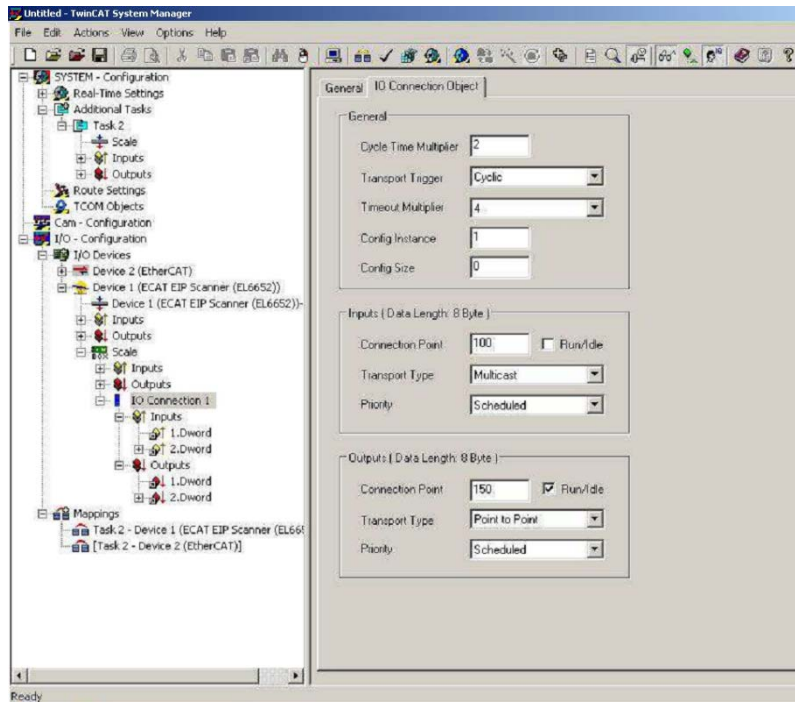 Untitled - TwinCAT System Manager
File Edit Actions View Options Help
SYSTEM - Configuration
Real-Time Settings
Additional Tasks
Task 2
Scale
Inputs
Outputs
Route Settings
TCOM Objects
Cam - Configuration
I/O - Configuration
I/O Devices
Device 2 (EtherCAT)
Device 1 (ECAT EIP Scanner (EL6652))
Device 1 (ECAT EIP Scanner (EL6652))-
Inputs
Outputs
Scale
Inputs
Outputs
IO Connection 1
Inputs
1.Dword
2.Dword
Outputs
1.Dword
2.Dword
Mappings
Task 2 - Device 1 (ECAT EIP Scanner (EL665
[Task 2 - Device 2 (EtherCAT)]
General IO Connection Object
General
Cycle Time Multiplier 2
Transport Trigger Cyclic
Timeout Multiplier 4
Config Instance 1
Config Size 0
Inputs ( Data Length: 8 Byte )
Connection Point 100 Run/Idle
Transport Type Multicast
Priority Scheduled
Outputs ( Data Length: 8 Byte )
Connection Point 150 Run/Idle
Transport Type Point to Point
Priority Scheduled
Ready